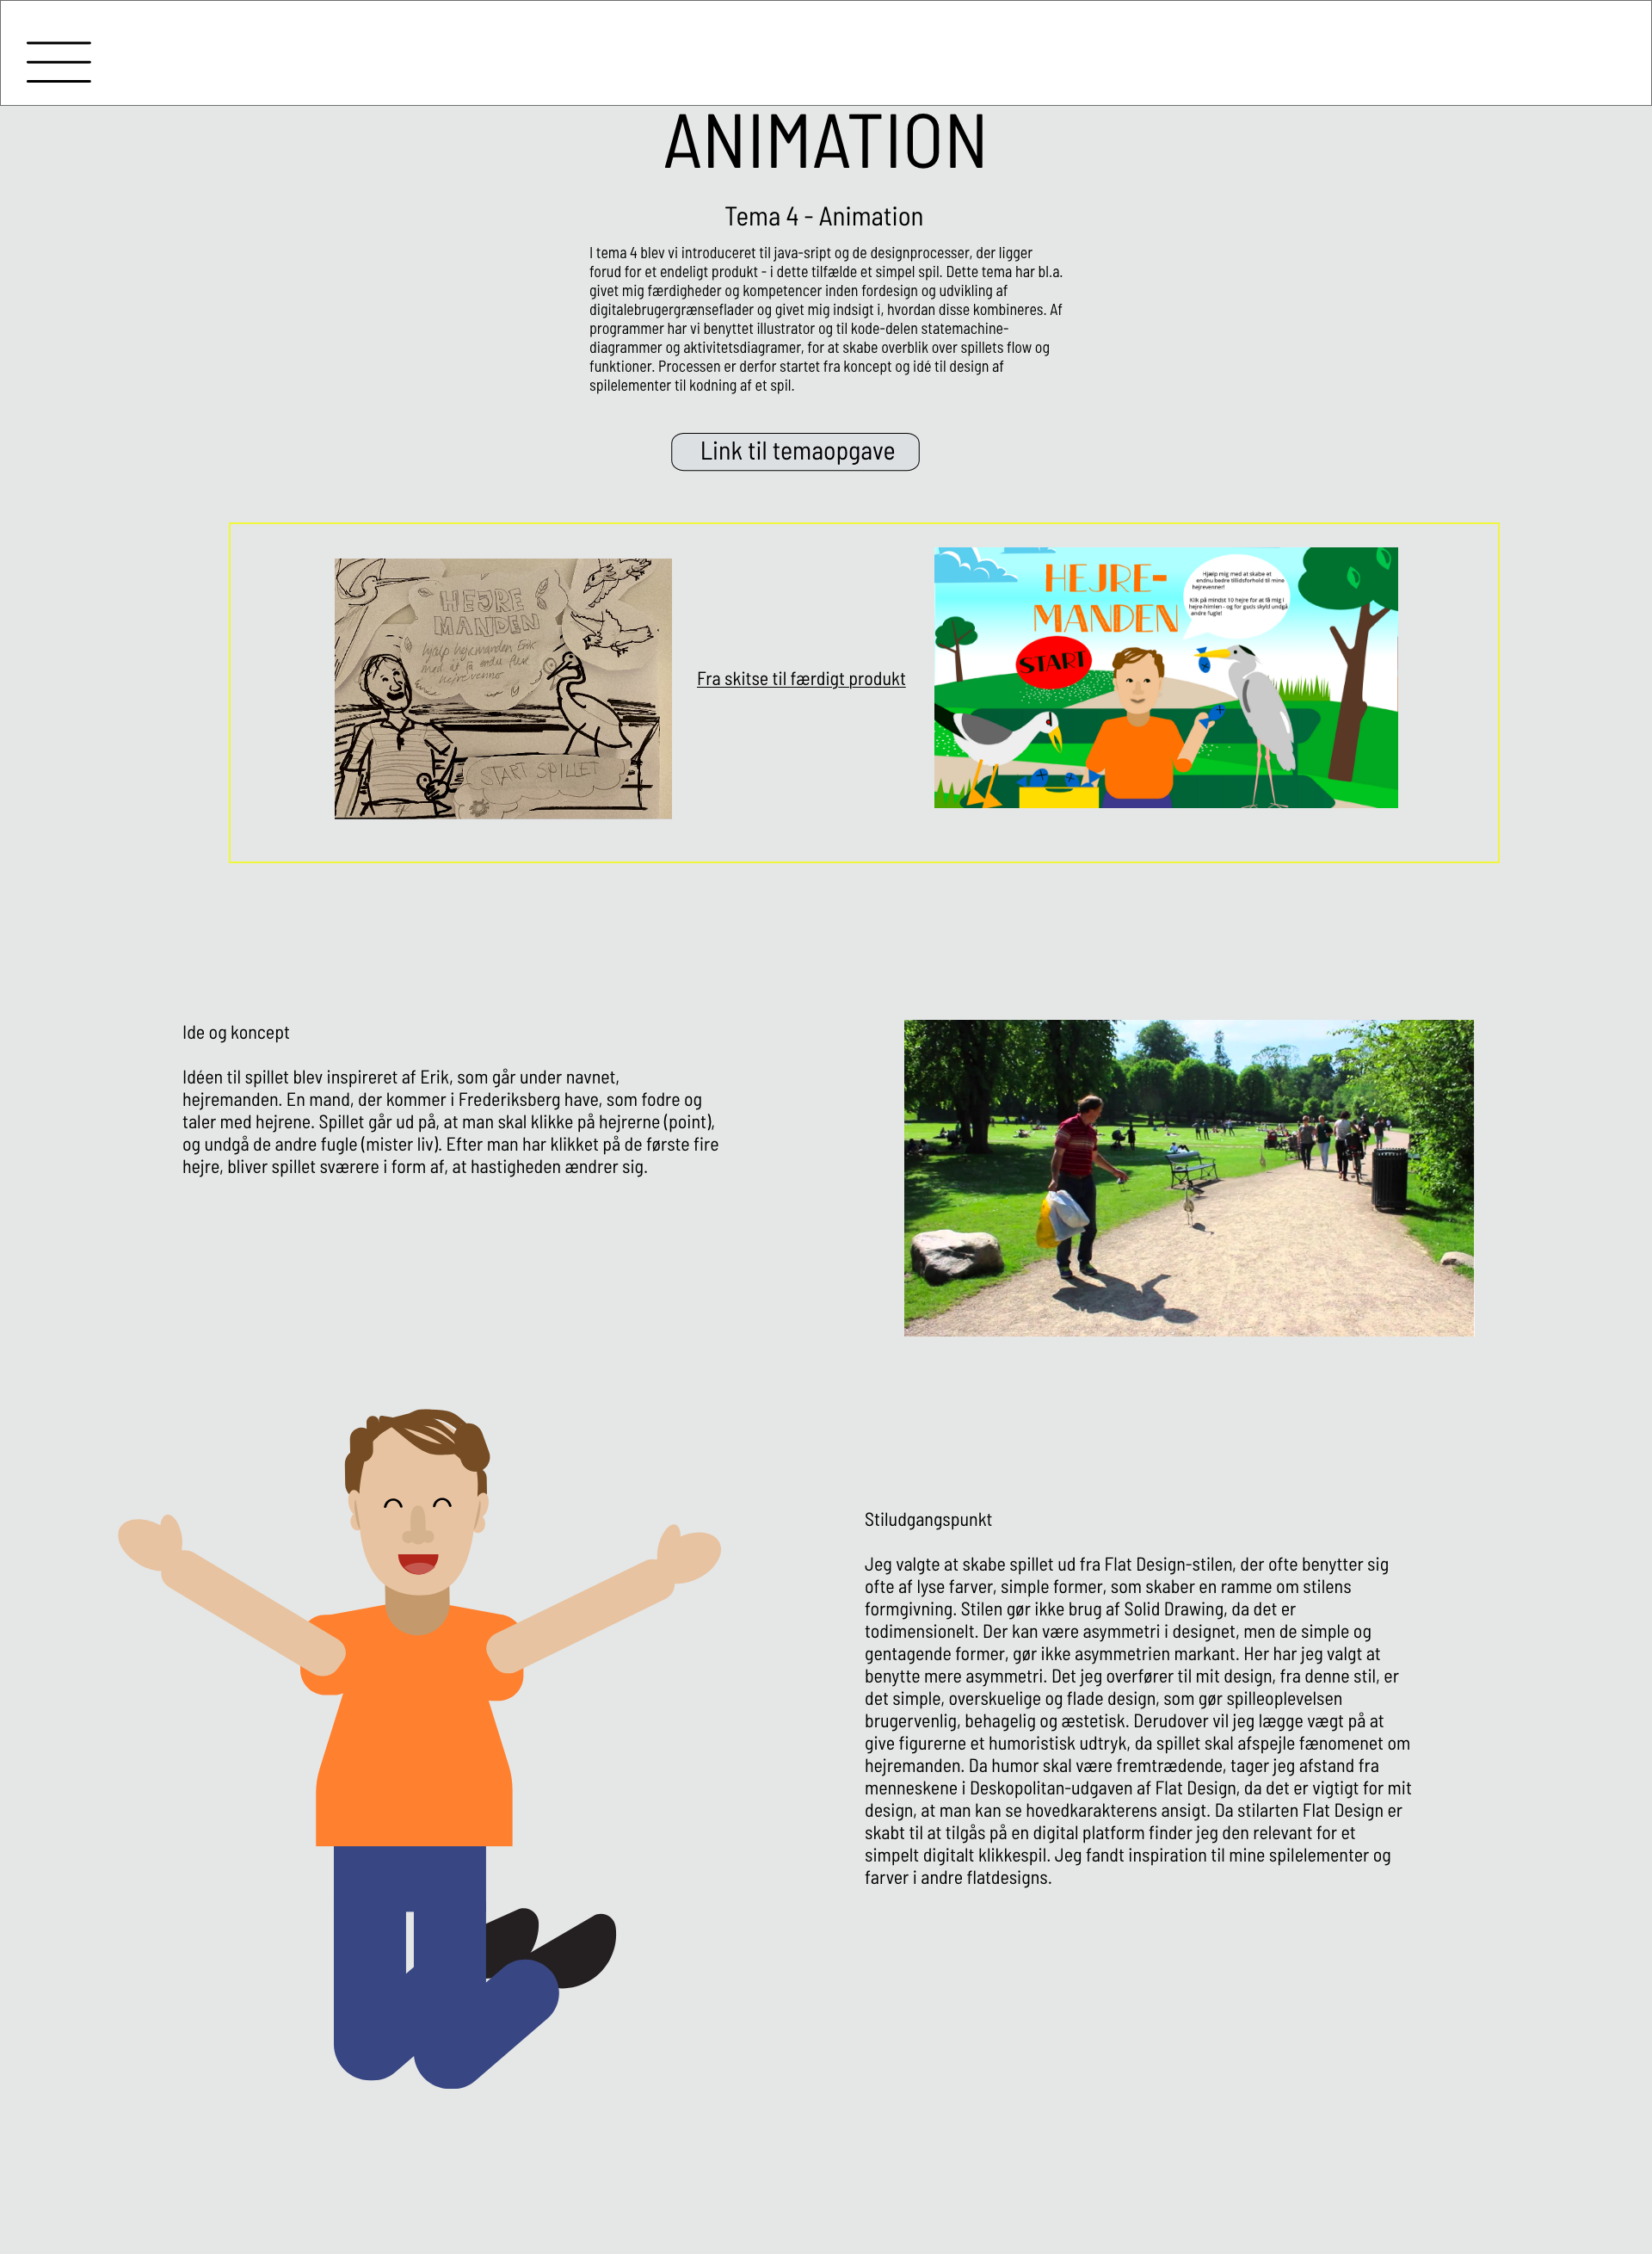 ANIMATION
Tema 4 - Animation
I tema 4 blev vi introduceret til java-sript og de designprocesser, der ligger
forud for et endeligt produkt - i dette tilfælde et simpel spil. Dette tema har bl.a.
givet mig færdigheder og kompetencer inden fordesign og udvikling af
digitalebrugergrænseflader og givet mig indsigt i, hvordan disse kombineres. Af
programmer har vi benyttet illustrator og til kode-delen statemachine-
diagrammer og aktivitetsdiagramer, for at skabe overblik over spillets flow og
funktioner. Processen er derfor startet fra koncept og idé til design af
spilelementer til kodning af et spil.
Link til temaopgave
HEJRE
MANDEN
hjælp hejremanden Erik
med at få endu flere
hejrevenner
START SPILLET
Fra skitse til færdigt produkt
HEJRE-
MANDEN
START
Hjælp mig med at skabe et
endnu bedre tillidsforhold til mine
hejrevenner!
Klik på mindst 10 hejre for at få mig i
hejre-himlen - og for guds skyld undgå
andre fugle!
Ide og koncept
Idéen til spillet blev inspireret af Erik, som går under navnet,
hejremanden. En mand, der kommer i Frederiksberg have, som fodre og
taler med hejrene. Spillet går ud på, at man skal klikke på hejrerne (point),
og undgå de andre fugle (mister liv). Efter man har klikket på de første fire
hejre, bliver spillet sværere i form af, at hastigheden ændrer sig.
Stiludgangspunkt
Jeg valgte at skabe spillet ud fra Flat Design-stilen, der ofte benytter sig
ofte af lyse farver, simple former, som skaber en ramme om stilens
formgivning. Stilen gør ikke brug af Solid Drawing, da det er
todimensionelt. Der kan være asymmetri i designet, men de simple og
gentagende former, gør ikke asymmetrien markant. Her har jeg valgt at
benytte mere asymmetri. Det jeg overfører til mit design, fra denne stil, er
det simple, overskuelige og flade design, som gør spilleoplevelsen
brugervenlig, behagelig og æstetisk. Derudover vil jeg lægge vægt på at
give figurerne et humoristisk udtryk, da spillet skal afspejle fænomenet om
hejremanden. Da humor skal være fremtrædende, tager jeg afstand fra
menneskene i Deskopolitan-udgaven af Flat Design, da det er vigtigt for mit
design, at man kan se hovedkarakterens ansigt. Da stilarten Flat Design er
skabt til at tilgås på en digital platform finder jeg den relevant for et
simpelt digitalt klikkespil. Jeg fandt inspiration til mine spilelementer og
farver i andre flatdesigns.